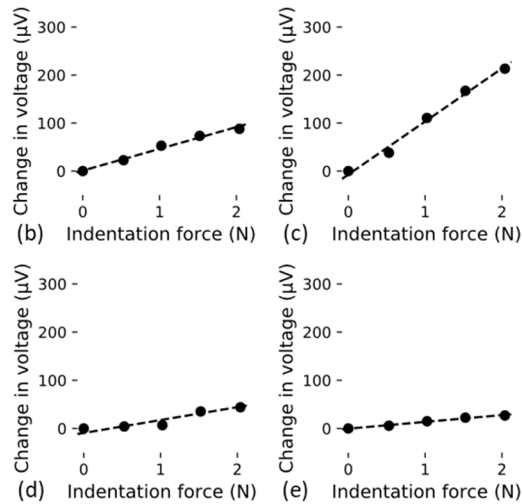 Change in voltage (μV)
300
200
100
0
0 1 2
(b) Indentation force (N)
Change in voltage (μV)
300
200
100
0
0 1 2
(c) Indentation force (N)
Change in voltage (μV)
300
200
100
0
0 1 2
(d) Indentation force (N)
Change in voltage (μV)
300
200
100
0
0 1 2
(e) Indentation force (N)